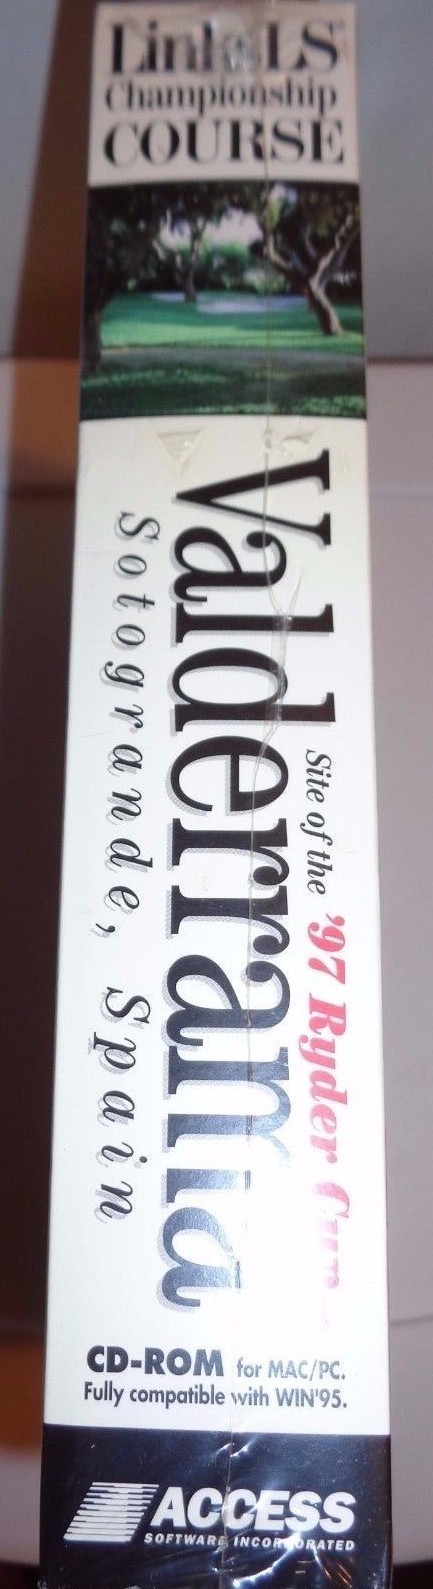 Links LS
Championship
COURSE
Site of the '97 Ryder Cup
Valderrama
Sotogrande, Spain
CD-ROM for MAC/PC.
Fully compatible with WIN'95.
ACCESS
SOFTWARE INCORPORATED